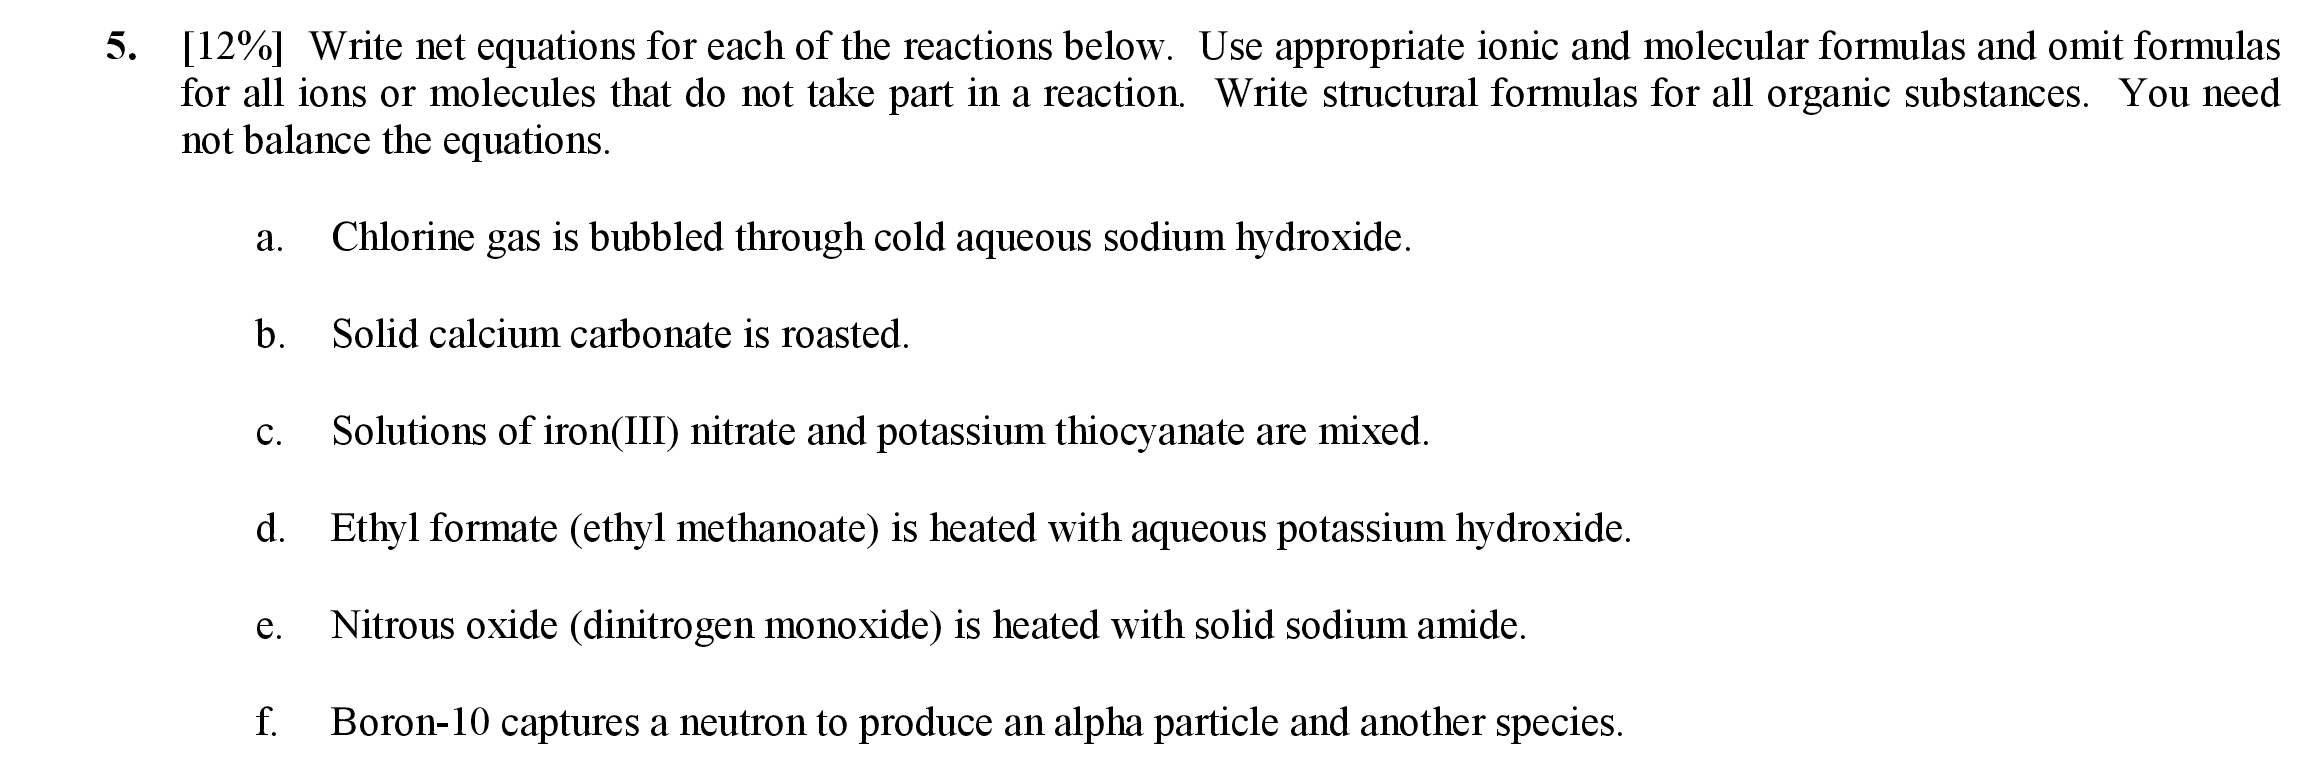 5. [12%] Write net equations for each of the reactions below. Use appropriate ionic and molecular formulas and omit formulas
for all ions or molecules that do not take part in a reaction. Write structural formulas for all organic substances. You need
not balance the equations.
a. Chlorine gas is bubbled through cold aqueous sodium hydroxide.
b. Solid calcium carbonate is roasted.
c. Solutions of iron(III) nitrate and potassium thiocyanate are mixed.
d. Ethyl formate (ethyl methanoate) is heated with aqueous potassium hydroxide.
e. Nitrous oxide (dinitrogen monoxide) is heated with solid sodium amide.
f. Boron-10 captures a neutron to produce an alpha particle and another species.